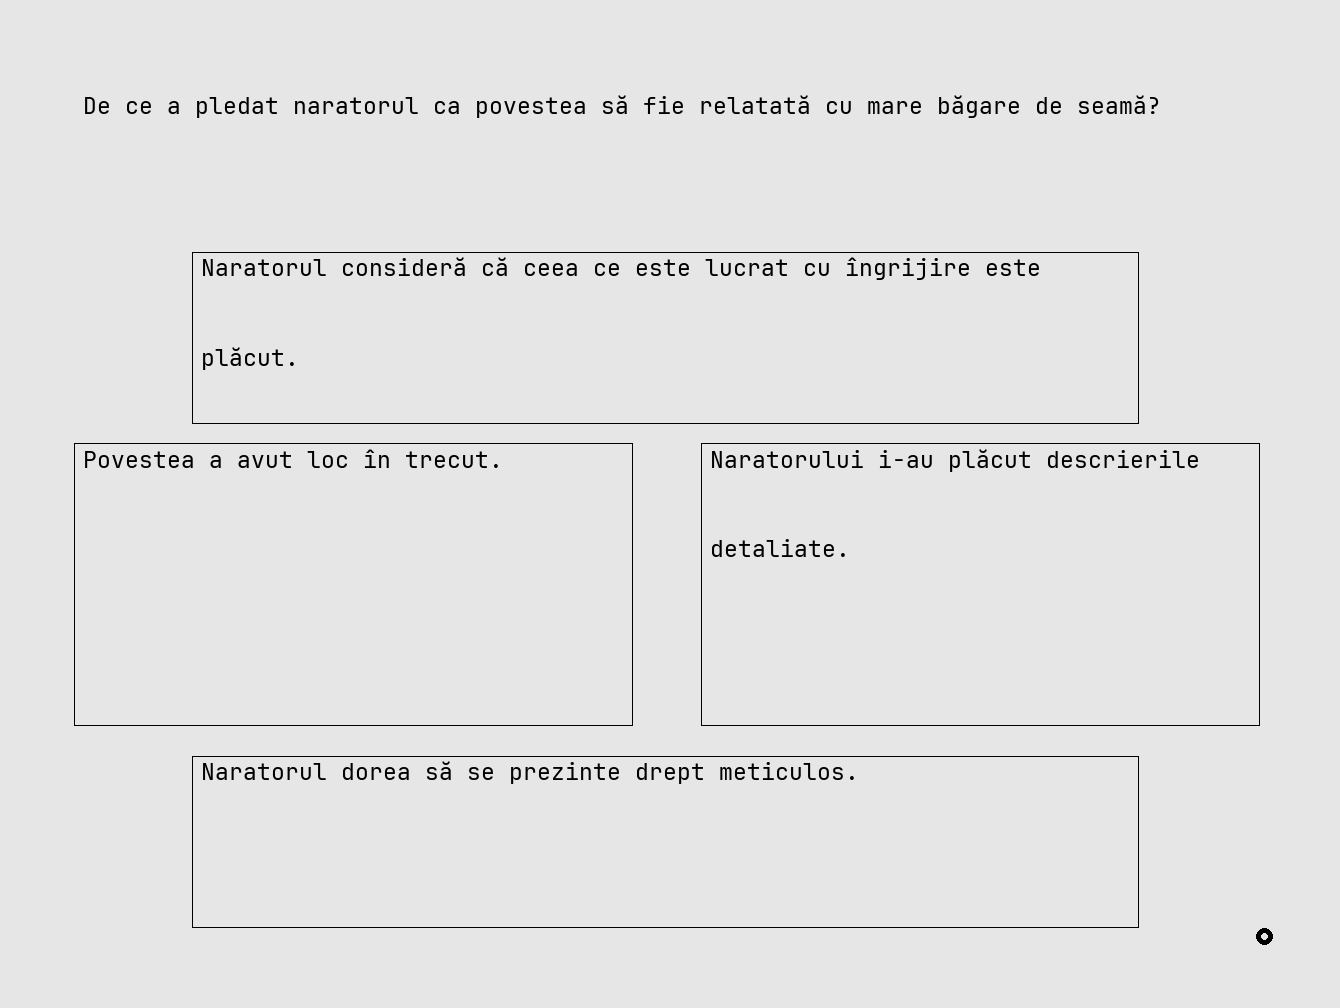 De ce a pledat naratorul ca povestea să fie relatată cu mare băgare de seamă?
Naratorul consideră că ceea ce este lucrat cu îngrijire este
plăcut.
Povestea a avut loc în trecut.
Naratorului i-au plăcut descrierile
detaliate.
Naratorul dorea să se prezinte drept meticulos.